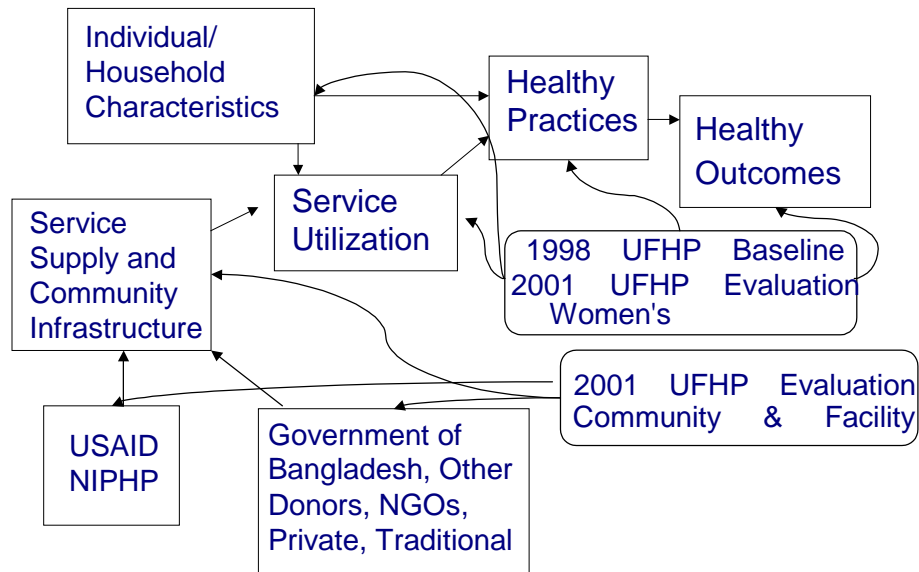 Individual/
Household
Characteristics
Healthy
Practices
Healthy
Outcomes
Service
Utilization
Service
Supply and
Community
Infrastructure
1998 UFHP Baseline
2001 UFHP Evaluation
Women's
2001 UFHP Evaluation
Community & Facility
USAID
NIPHP
Government of
Bangladesh, Other
Donors, NGOs,
Private, Traditional